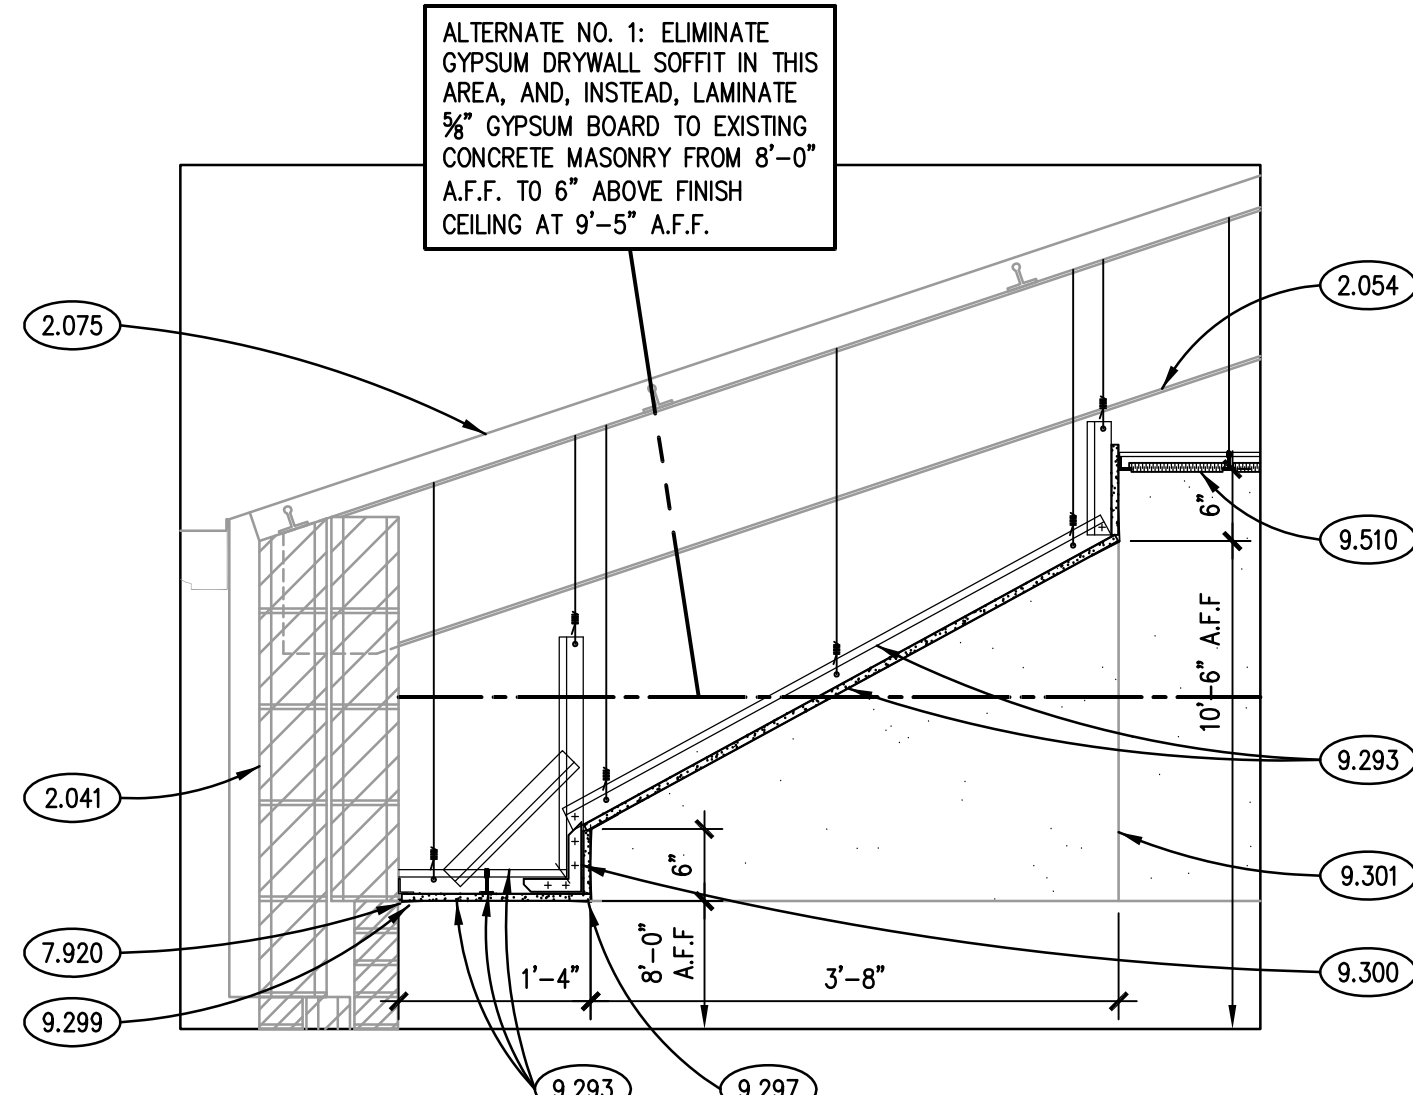 ALTERNATE NO. 1: ELIMINATE
GYPSUM DRYWALL SOFFIT IN THIS
AREA, AND, INSTEAD, LAMINATE
⅝" GYPSUM BOARD TO EXISTING
CONCRETE MASONRY FROM 8'-0"
A.F.F. TO 6" ABOVE FINISH
CEILING AT 9'-5" A.F.F.
2.075
2.054
6"
9.510
10'-6" A.F.F
9.293
2.041
6"
9.301
7.920
8'-0"
A.F.F
1'-4"
3'-8"
9.300
9.299
9.293
9.297